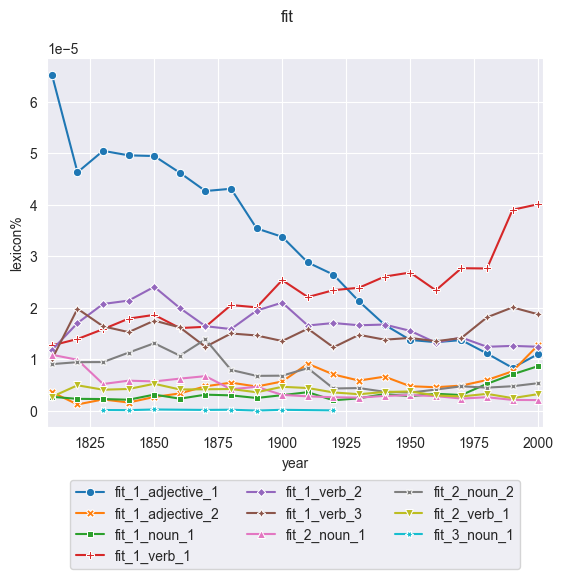 fit
1e−5
6
5
4
3
2
1
0
lexicon%
1825 1850 1875 1900 1925 1950 1975 2000
year
fit_1_adjective_1 fit_1_verb_2 fit_2_noun_2
fit_1_adjective_2 fit_1_verb_3 fit_2_verb_1
fit_1_noun_1 fit_2_noun_1 fit_3_noun_1
fit_1_verb_1